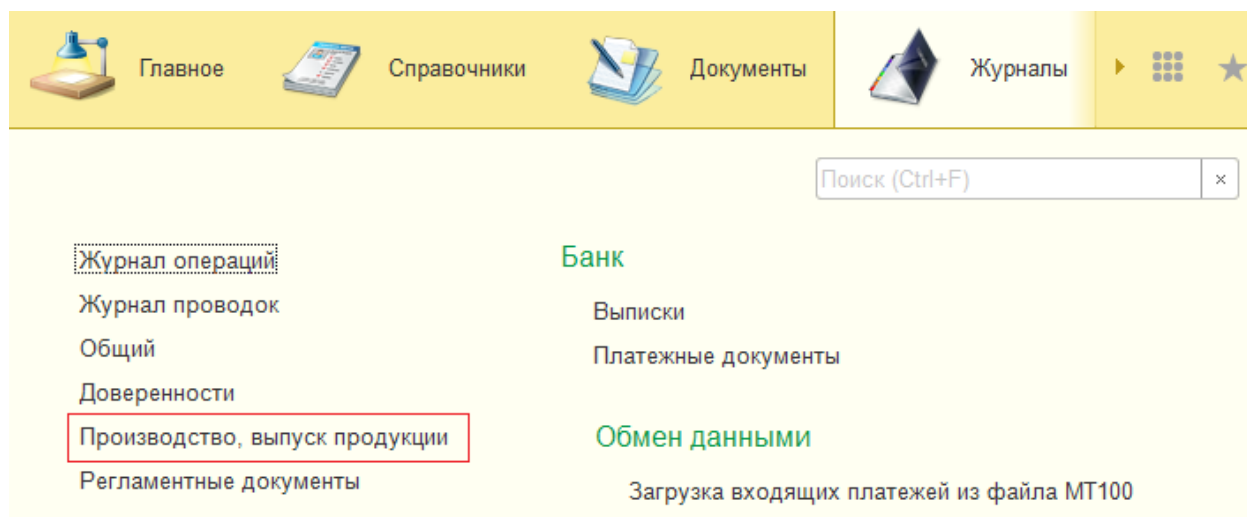 Главное Справочники Документы Журналы
Поиск (Ctrl+F) ×
Журнал операций
Журнал проводок
Общий
Доверенности
Производство, выпуск продукции
Регламентные документы
Банк
Выписки
Платежные документы
Обмен данными
Загрузка входящих платежей из файла МТ100